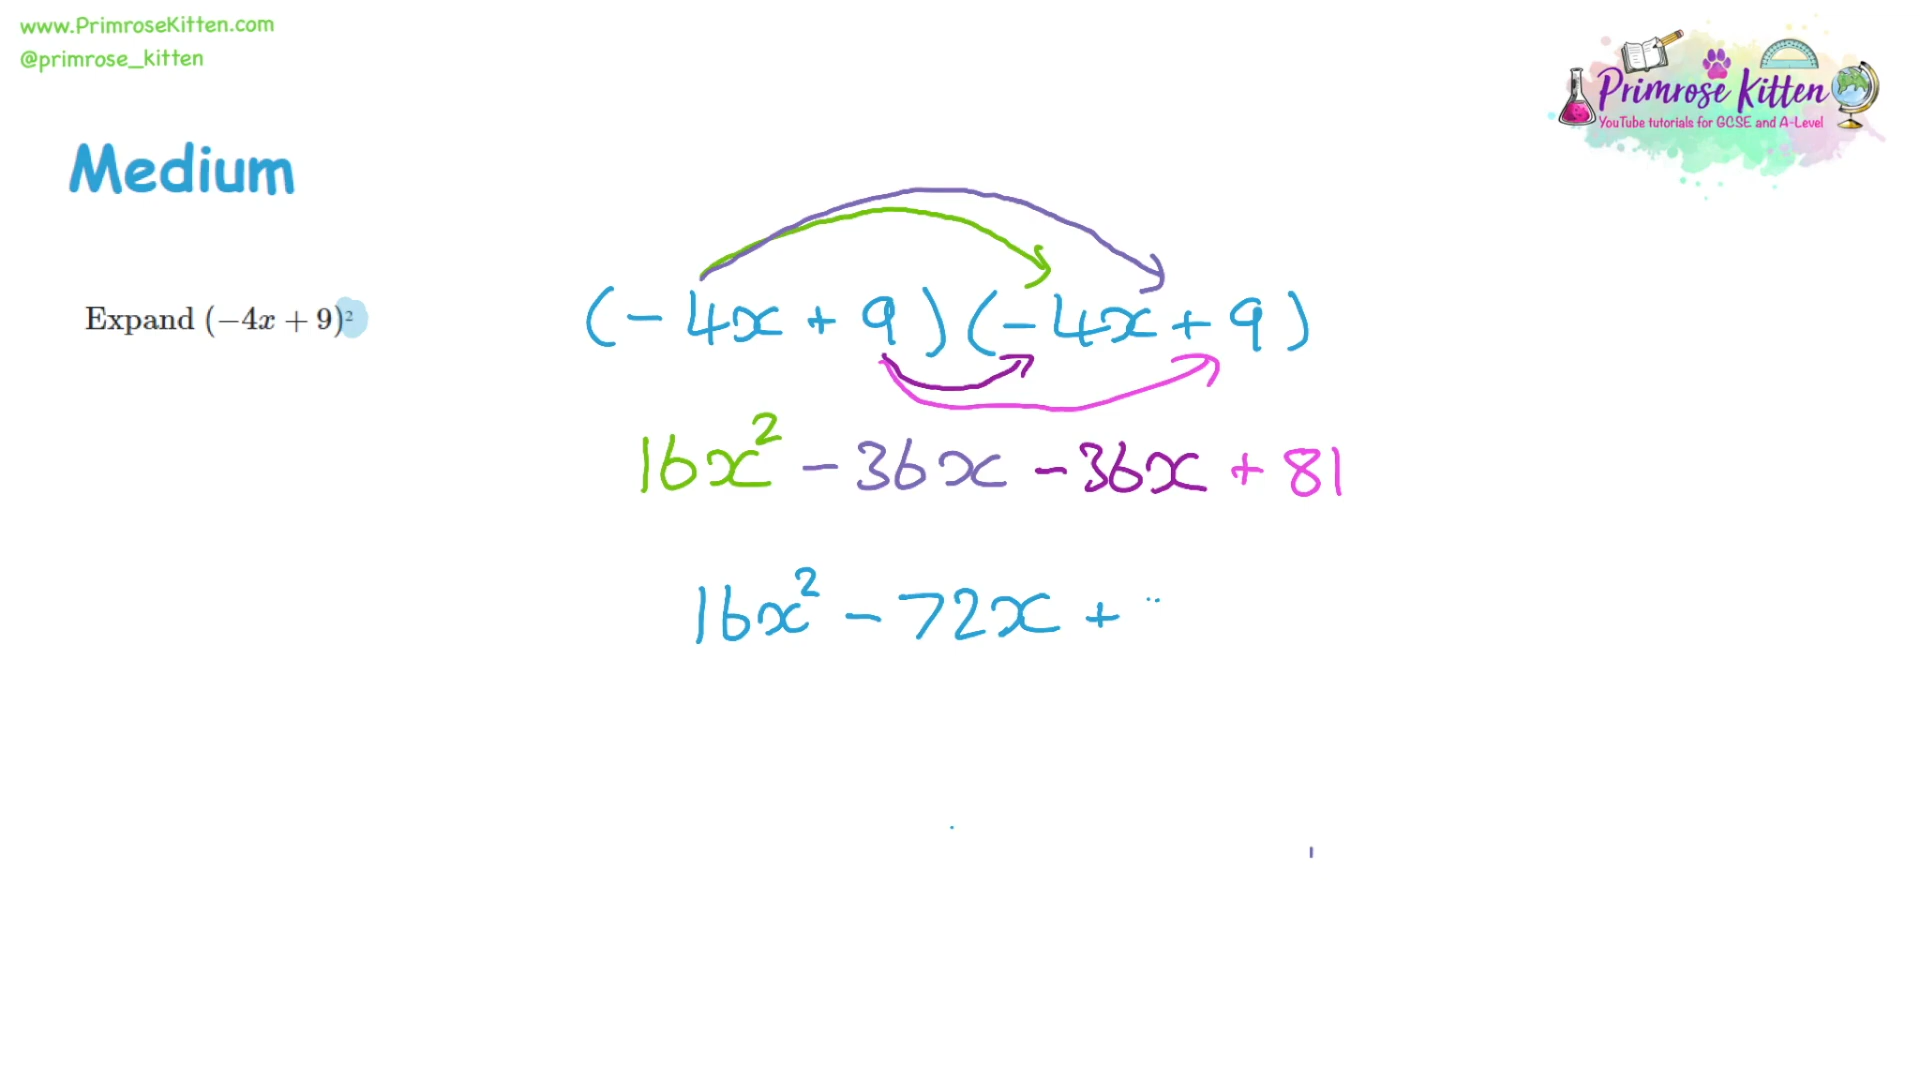 www.PrimroseKitten.com
@primrose_kitten
Primrose Kitten
YouTube tutorials for GCSE and A-Level
Medium
Expand (−4x + 9)²
(- 4x + 9)(- 4x + 9)
16x² - 36x - 36x + 81
16x² - 72x +